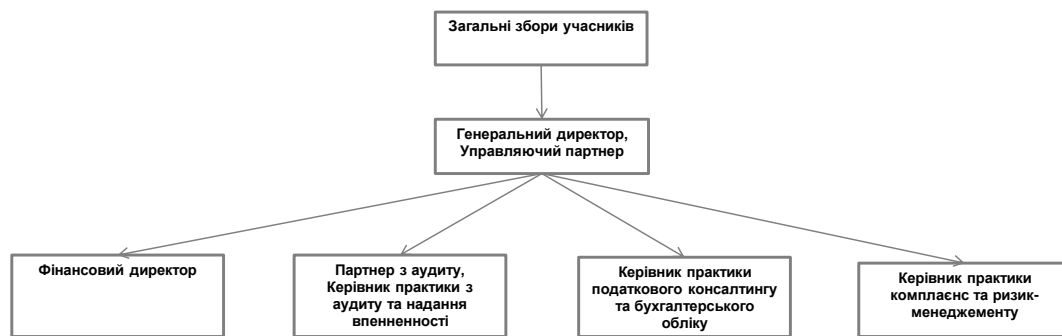 Загальні збори учасників
Генеральний директор,
Управляючий партнер
Фінансовий директор
Партнер з аудиту,
Керівник практики з
аудиту та надання
впенненності
Керівник практики
податкового консалтингу
та бухгалтерського
обліку
Керівник практики
комплаєнс та ризик-
менеджементу